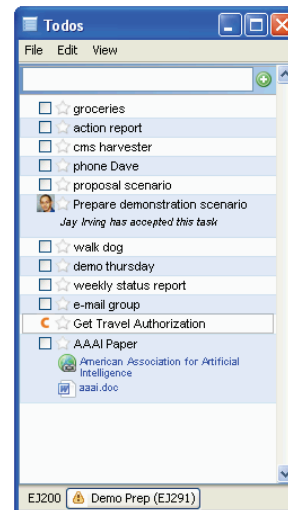 Todos
File Edit View
groceries
action report
cms harvester
phone Dave
proposal scenario
Prepare demonstration scenario
Jay Irving has accepted this task
walk dog
demo thursday
weekly status report
e-mail group
Get Travel Authorization
AAAI Paper
American Association for Artificial
Intelligence
aaai.doc
EJ200 Demo Prep (EJ291)